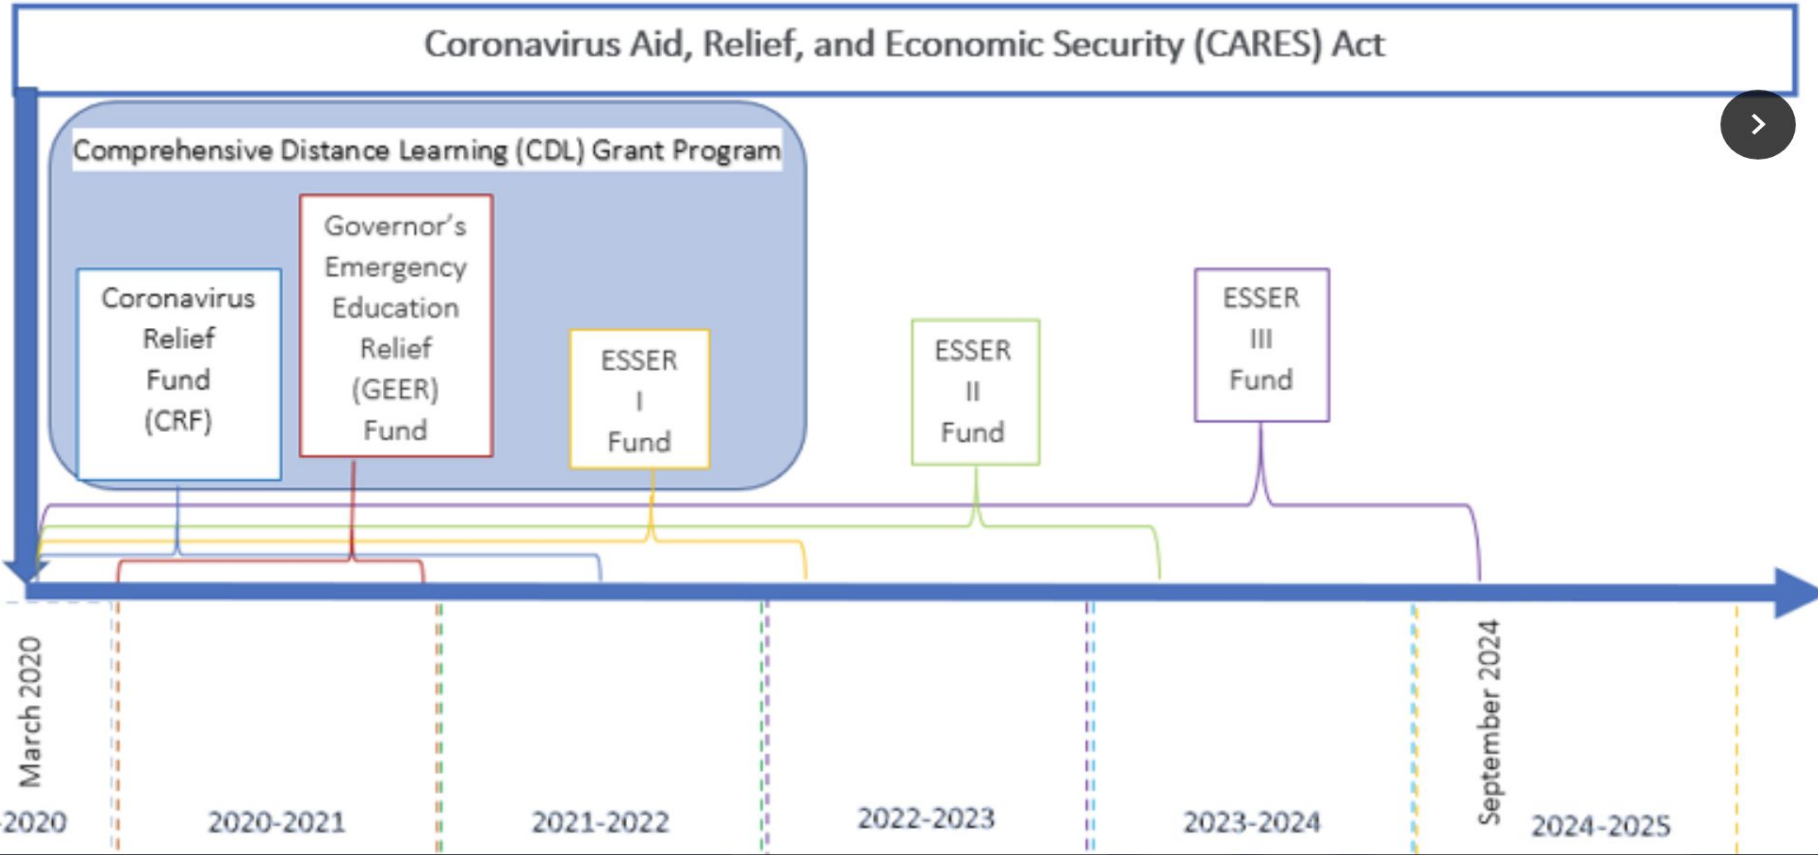 Coronavirus Aid, Relief, and Economic Security (CARES) Act
Comprehensive Distance Learning (CDL) Grant Program
Coronavirus
Relief
Fund
(CRF)
Governor's
Emergency
Education
Relief
(GEER)
Fund
ESSER
I
Fund
ESSER
II
Fund
ESSER
III
Fund
March 2020
September 2024
-2020
2020-2021
2021-2022
2022-2023
2023-2024
2024-2025